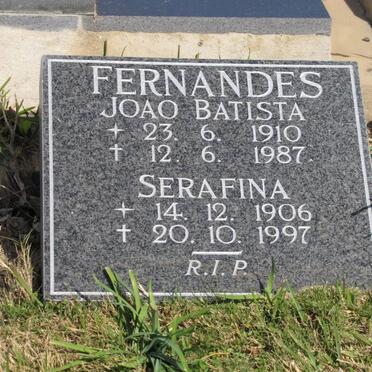 FERNANDES
JOAO BATISTA
✢ 23. 6. 1910
✝ 12. 6. 1987.
SERAFINA
✢ 14. 12. 1906
✝ 20. 10. 1997
R.I.P.